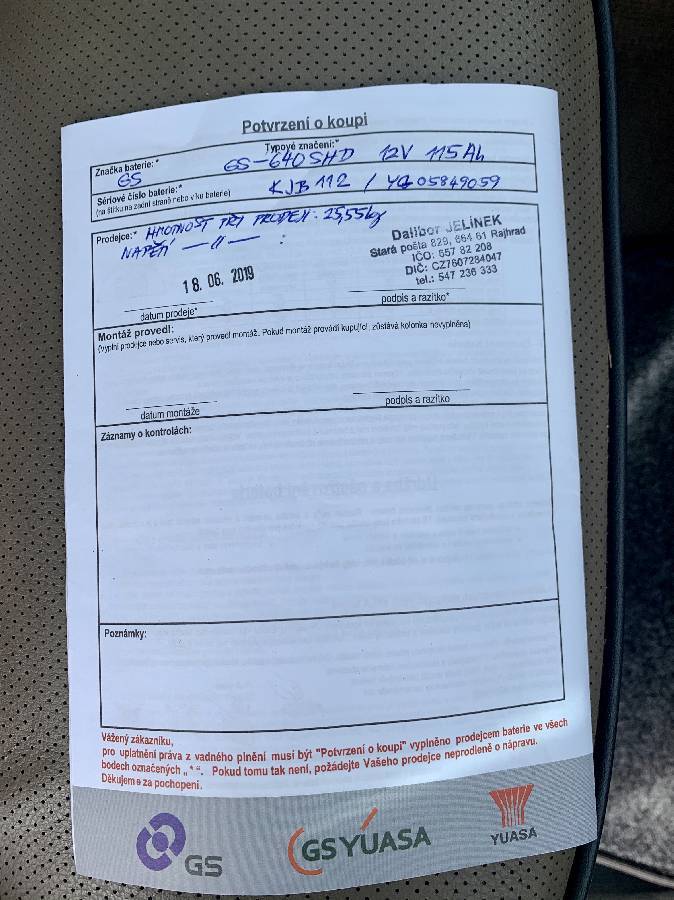 Potvrzení o koupi
Značka baterie:* Typové značení:*
GS GS-640SHD 12V 115Ah
Sériové číslo baterie:*
(na štítku na zadní straně nebo v ku baterie) KJB112 / YG05849059
Prodejce:* HMOTNOST PŘI PRODEJI: 25,55kg
NAPĚTÍ —//— :
Dalibor JELÍNEK
Stará pošta 829, 664 61 Rajhrad
IČO: 657 82 208
DIČ: CZ7607284047
tel.: 547 236 333
18. 06. 2019
datum prodeje* podpis a razítko*
Montáž provedl:
(vyplní prodejce nebo servis, který provedl montáž. Pokud montáž provádí kupující, zůstává kolonka nevyplněna)
datum montáže podpis a razítko
Záznamy o kontrolách:
Poznámky:
Vážený zákazníku,
pro uplatnění práva z vadného plnění musí být "Potvrzení o koupi" vyplněno prodejcem baterie ve všech
bodech označených „*“. Pokud tomu tak není, požádejte Vašeho prodejce neprodleně o nápravu.
Děkujeme za pochopení.
GS GS YUASA YUASA